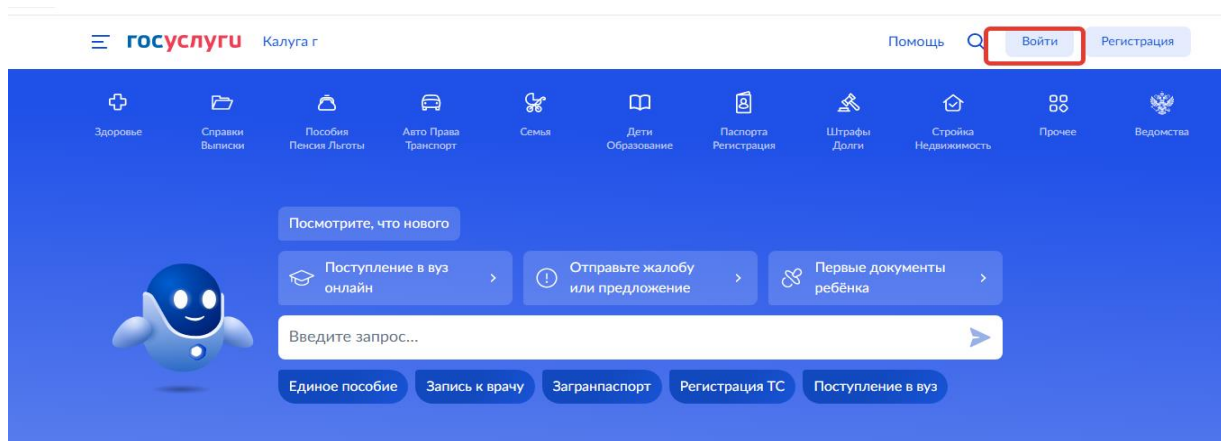 госуслуги Калуга г Помощь Войти Регистрация
Здоровье Справки Пособия Авто Права Семья Дети Паспорта Штрафы Стройка Прочее Ведомства
Выписки Пенсия Льготы Транспорт Образование Регистрация Долги Недвижимость
Посмотрите, что нового
Поступление в вуз Отправьте жалобу Первые документы
онлайн или предложение ребёнка
Введите запрос...
Единое пособие Запись к врачу Загранпаспорт Регистрация ТС Поступление в вуз